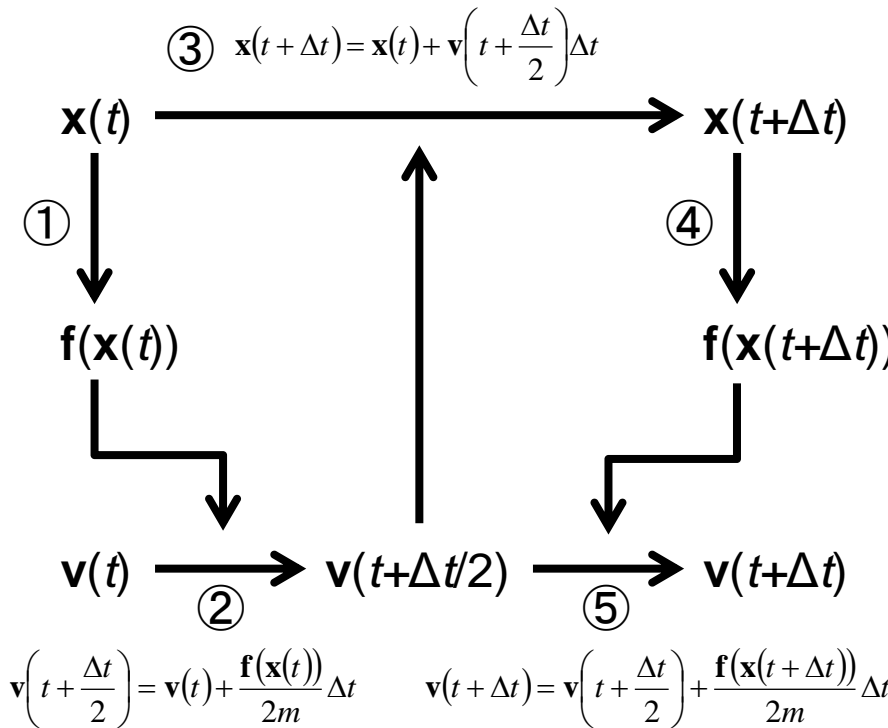 ③ x(t + Δt) = x(t) + v(t + Δt/2)Δt
x(t) x(t+Δt)
① ④
f(x(t)) f(x(t+Δt))
v(t) v(t+Δt/2) v(t+Δt)
② ⑤
v(t + Δt/2) = v(t) + f(x(t))/2m Δt v(t + Δt) = v(t + Δt/2) + f(x(t + Δt))/2m Δt